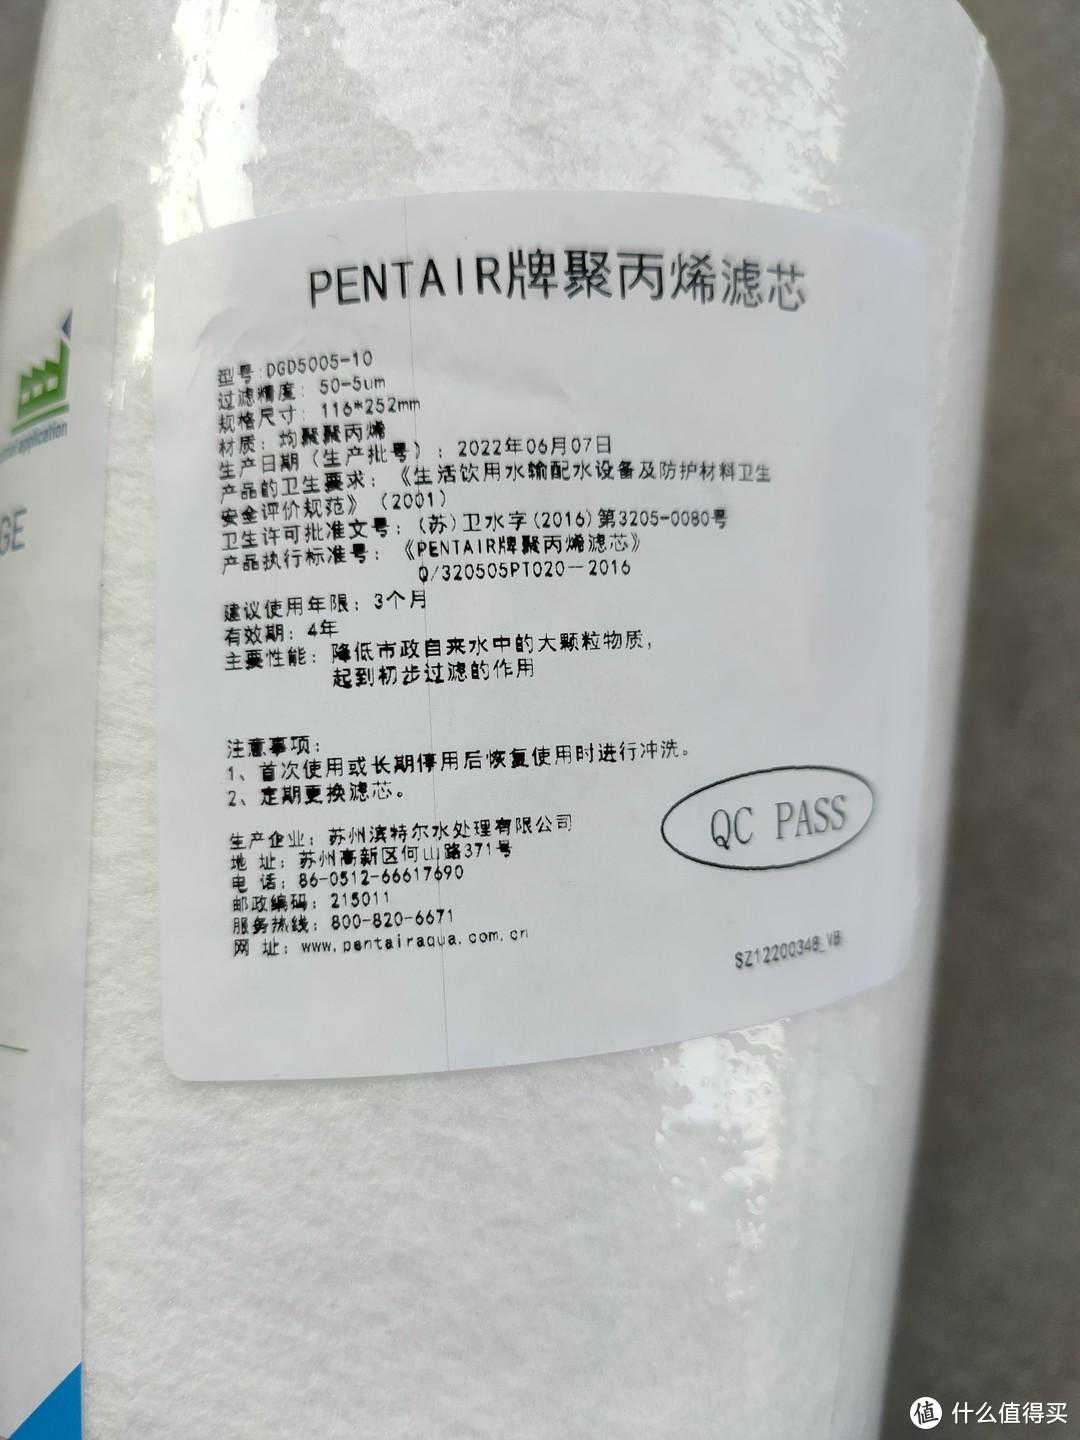 PENTAIR牌聚丙烯滤芯
型号:DGD5005-10
过滤精度: 50-5um
规格尺寸: 116*252mm
材质: 均聚聚丙烯
生产日期(生产批号): 2022年06月07日
产品的卫生要求: 《生活饮用水输配水设备及防护材料卫生
安全评价规范》(2001)
卫生许可批准文号: (苏)卫水字(2016)第3205-0080号
产品执行标准号: 《PENTAIR牌聚丙烯滤芯》
Q/320505PT020-2016
建议使用年限: 3个月
有效期: 4年
主要性能: 降低市政自来水中的大颗粒物质,
起到初步过滤的作用
注意事项:
1、首次使用或长期停用后恢复使用时进行冲洗。
2、定期更换滤芯。
QC PASS
生产企业: 苏州滨特尔水处理有限公司
地 址: 苏州高新区何山路371号
电 话: 86-0512-66617690
邮政编码: 215011
服务热线: 800-820-6671
网 址: www.pentairaqua.com.cn
SZ12200348_VB
application
GE
值 什么值得买